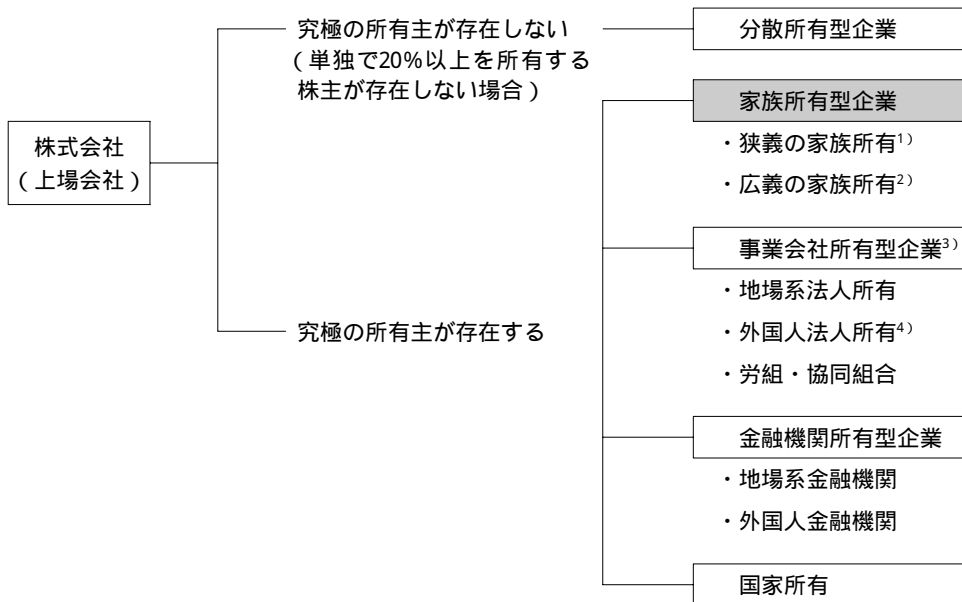 株式会社
（上場会社）
究極の所有主が存在しない
（単独で20%以上を所有する
株主が存在しない場合）
分散所有型企業
究極の所有主が存在する
家族所有型企業
・狭義の家族所有1)
・広義の家族所有2)
事業会社所有型企業3)
・地場系法人所有
・外国人法人所有4)
・労組・協同組合
金融機関所有型企業
・地場系金融機関
・外国人金融機関
国家所有